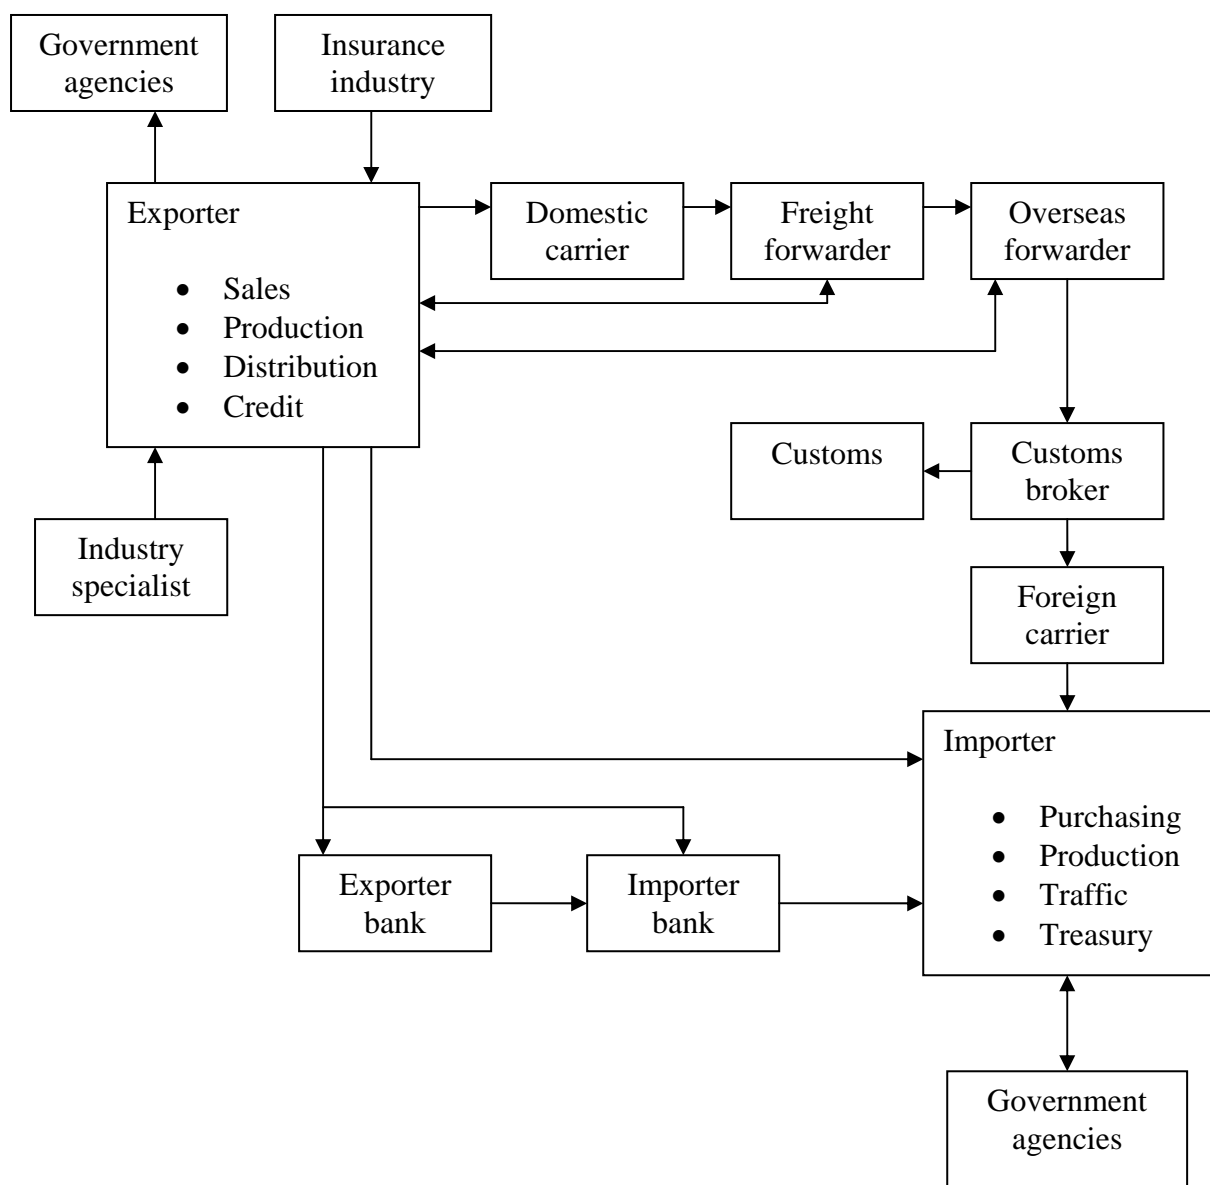 Government
agencies
Insurance
industry
Exporter
• Sales
• Production
• Distribution
• Credit
Domestic
carrier
Freight
forwarder
Overseas
forwarder
Customs
Customs
broker
Industry
specialist
Foreign
carrier
Importer
• Purchasing
• Production
• Traffic
• Treasury
Exporter
bank
Importer
bank
Government
agencies